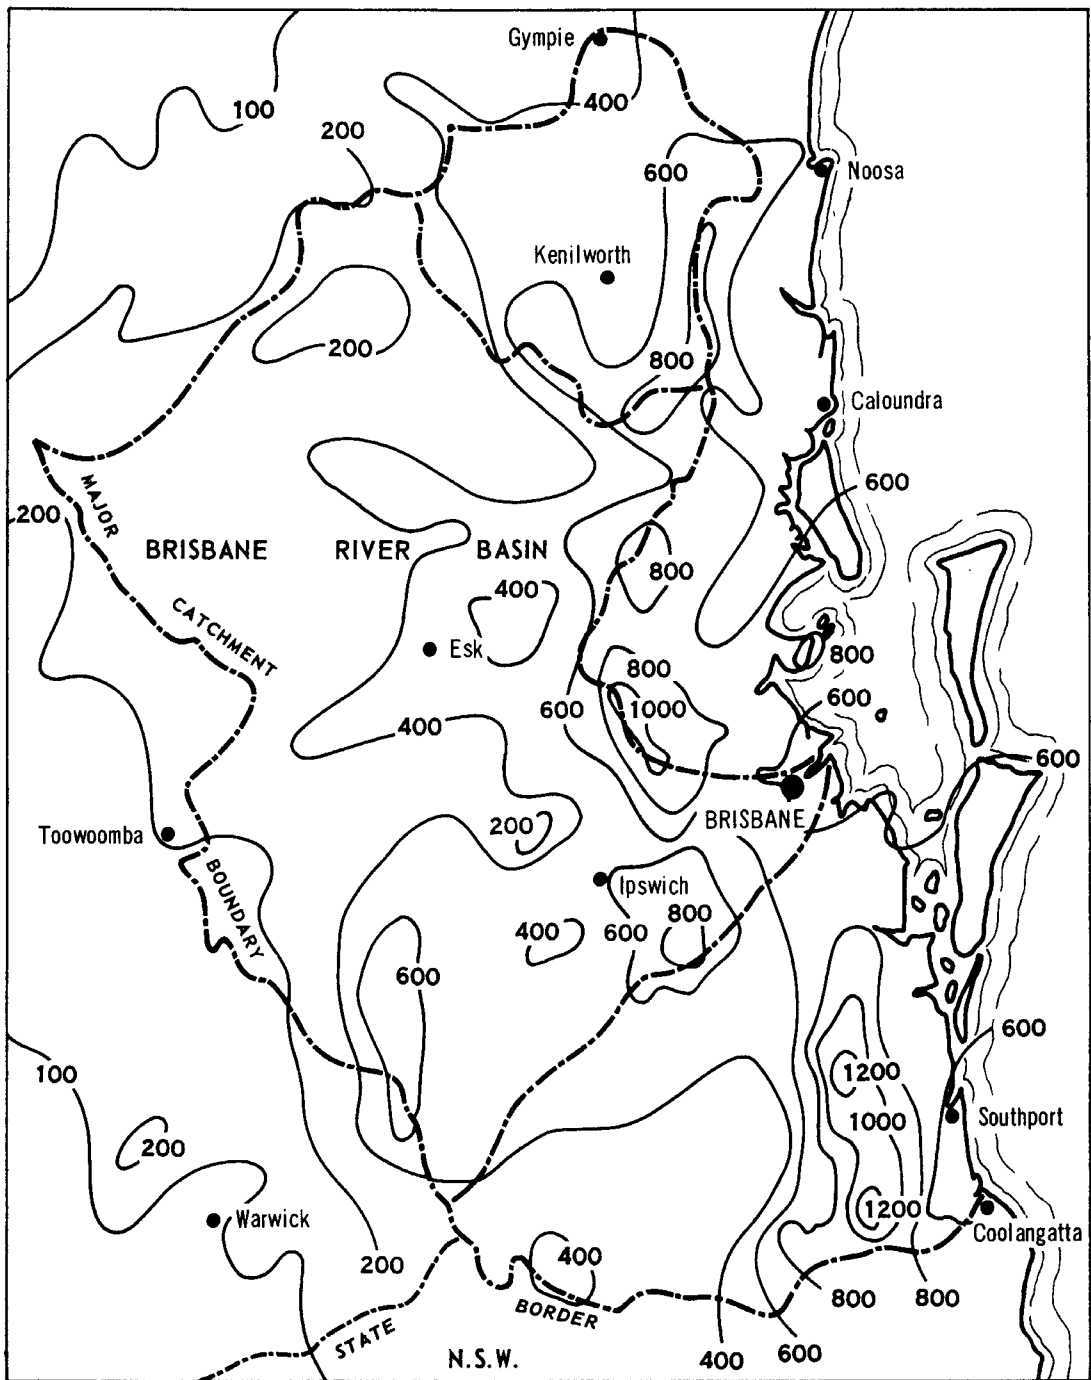 Gympie
100
400
200
600
Noosa
Kenilworth
200
800
Caloundra
600
200
MAJOR
BRISBANE RIVER BASIN
800
400
CATCHMENT
Esk
800
800
600
1000
600
400
600
200
BRISBANE
Toowoomba
BOUNDARY
Ipswich
800
400
600
600
600
100
1200
1000
Southport
200
1200
Warwick
Coolangatta
400
200
800
800
BORDER
STATE
N.S.W.
400
600